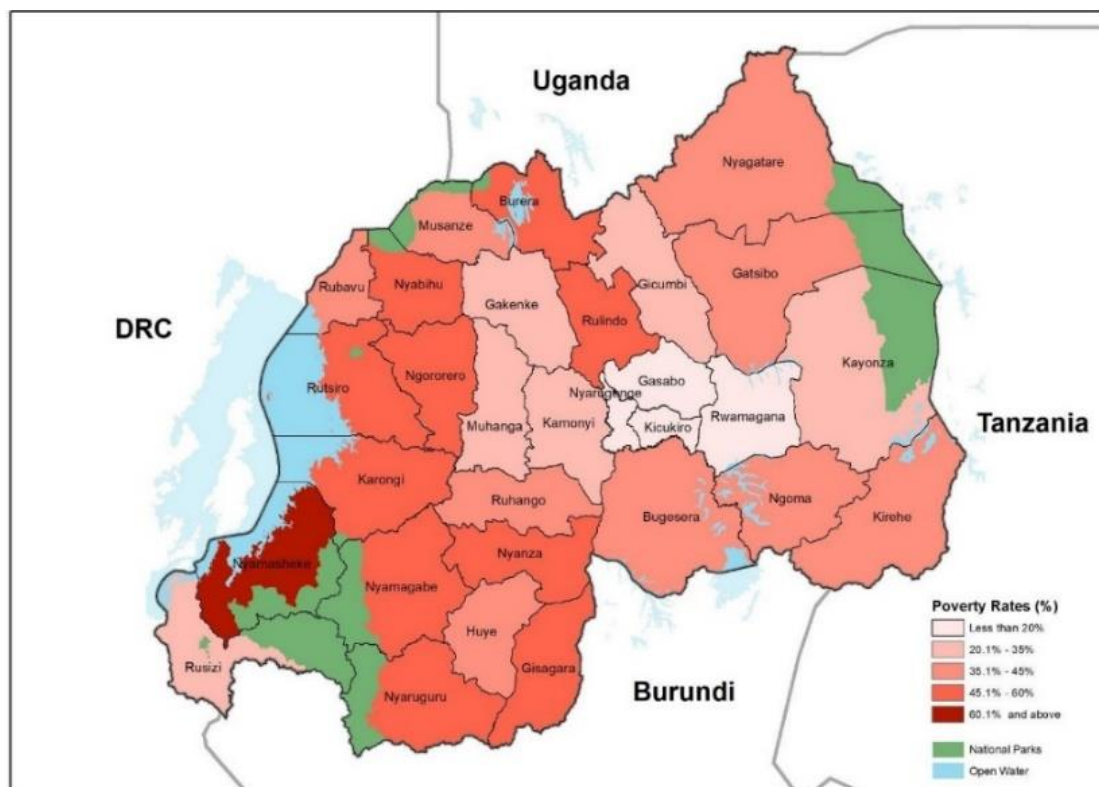 Uganda
Nyagatare
Burera
Musanze
Gatsibo
Rubavu
Nyabihu
Gicumbi
Gakenke
Rulindo
DRC
Kayonza
Rutsiro
Ngororero
Gasabo
Nyarugenge
Rwamagana
Muhanga
Kamonyi
Kicukiro
Tanzania
Karongi
Ruhango
Bugesera
Ngoma
Kirehe
Nyamasheke
Nyanza
Nyamagabe
Huye
Rusizi
Gisagara
Nyaruguru
Burundi
Poverty Rates (%)
Less than 20%
20.1% - 35%
35.1% - 45%
45.1% - 60%
60.1% and above
National Parks
Open Water